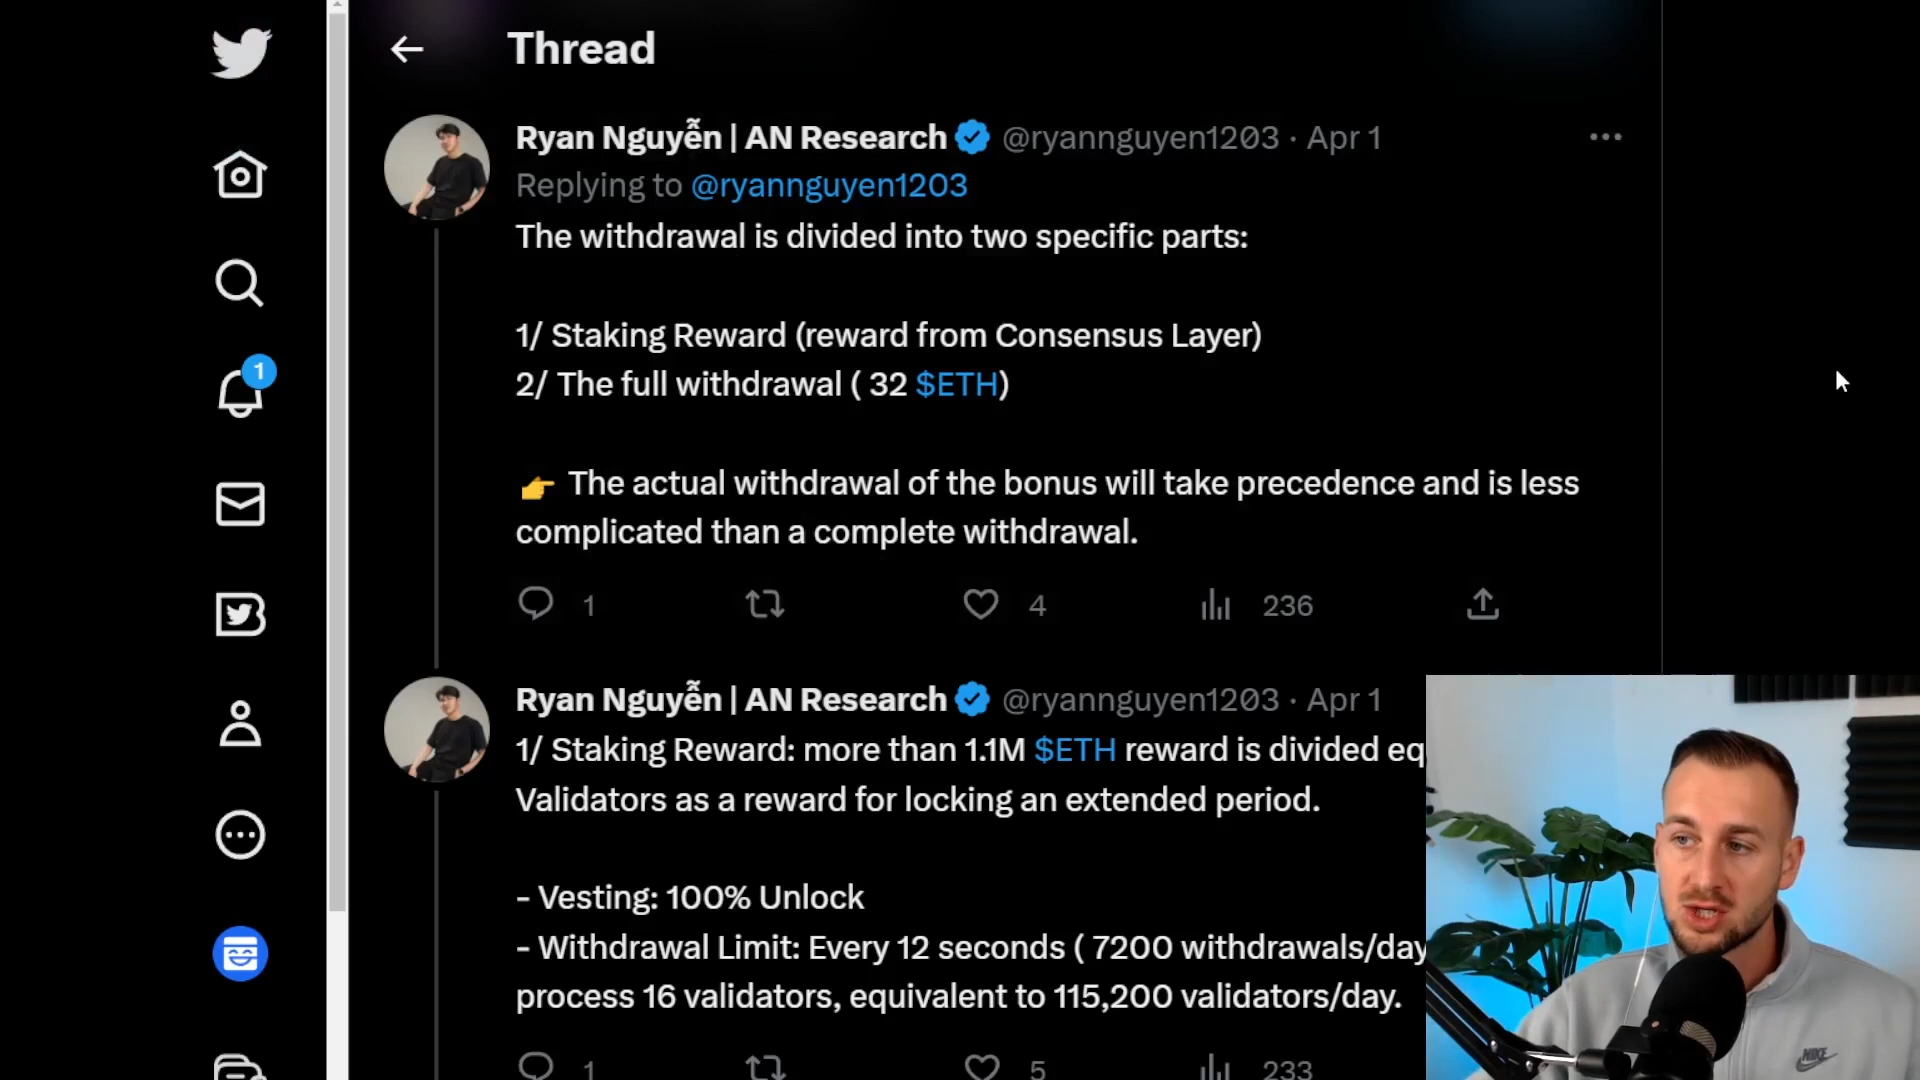 Thread
Ryan Nguyễn | AN Research @ryannguyen1203 · Apr 1
Replying to @ryannguyen1203
The withdrawal is divided into two specific parts:
1/ Staking Reward (reward from Consensus Layer)
2/ The full withdrawal ( 32 $ETH)
👉 The actual withdrawal of the bonus will take precedence and is less
complicated than a complete withdrawal.
1 4 236
1
Ryan Nguyễn | AN Research @ryannguyen1203 · Apr 1
1/ Staking Reward: more than 1.1M $ETH reward is divided eq
Validators as a reward for locking an extended period.
- Vesting: 100% Unlock
- Withdrawal Limit: Every 12 seconds ( 7200 withdrawals/day
process 16 validators, equivalent to 115,200 validators/day.
1 5 233
NIKE